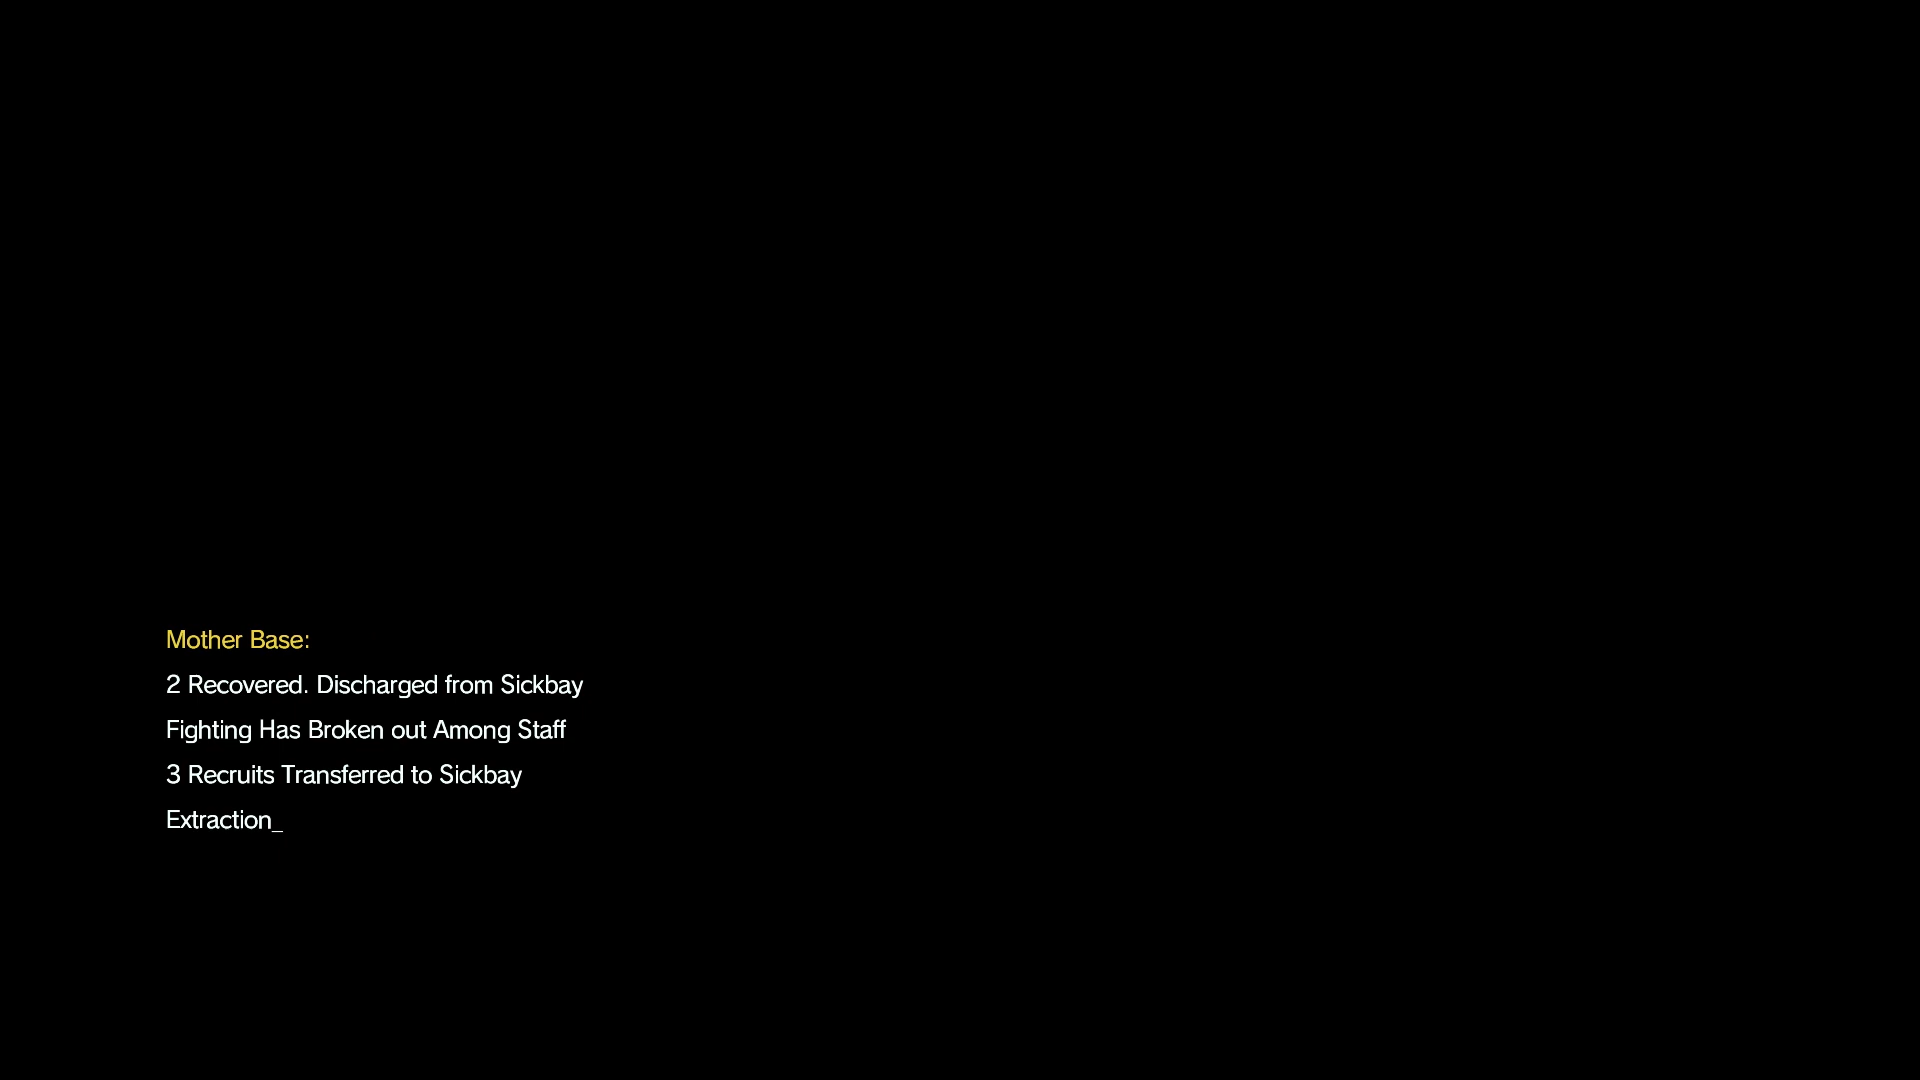 Mother Base:
2 Recovered. Discharged from Sickbay
Fighting Has Broken out Among Staff
3 Recruits Transferred to Sickbay
Extraction_